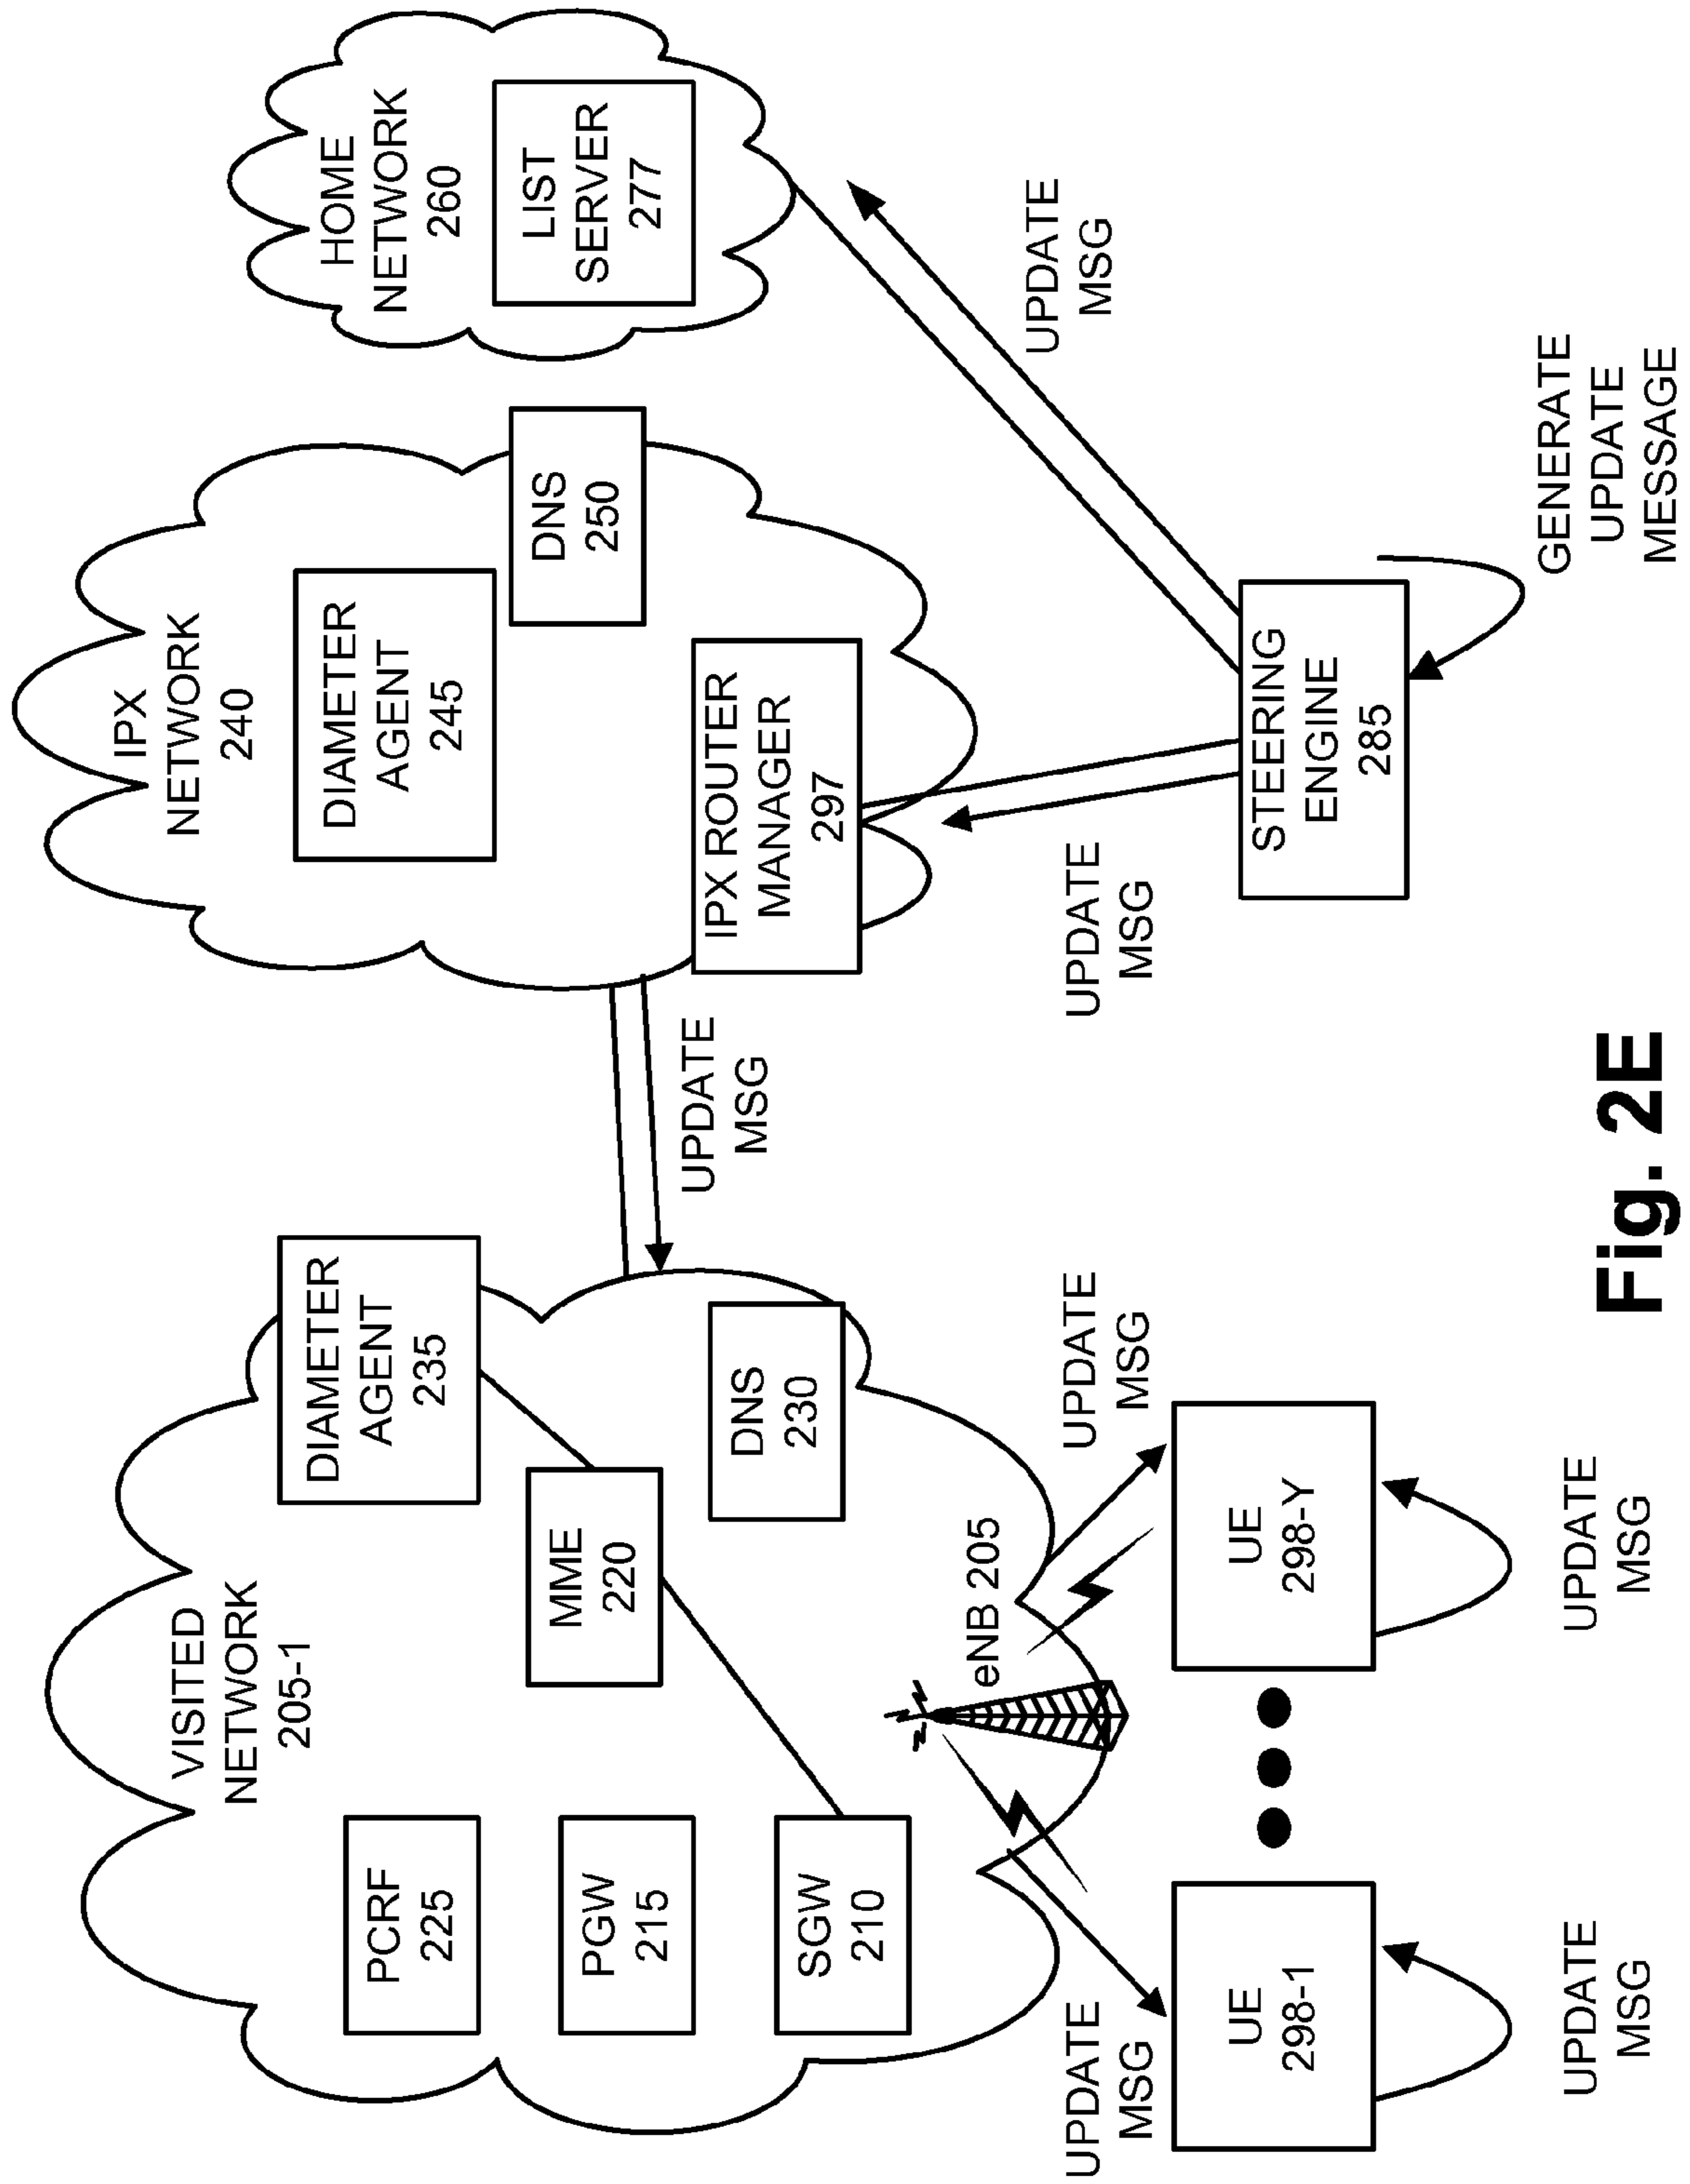 VISITED
NETWORK
205-1
PCRF
225
PGW
215
SGW
210
MME
220
DIAMETER
AGENT
235
DNS
230
eNB 205
UPDATE
MSG
UPDATE
MSG
UE
298-1
UE
298-Y
UPDATE
MSG
UPDATE
MSG
UPDATE
MSG
IPX
NETWORK
240
DIAMETER
AGENT
245
DNS
250
IPX ROUTER
MANAGER
297
UPDATE
MSG
HOME
NETWORK
260
LIST
SERVER
277
UPDATE
MSG
STEERING
ENGINE
285
GENERATE
UPDATE
MESSAGE
Fig. 2E